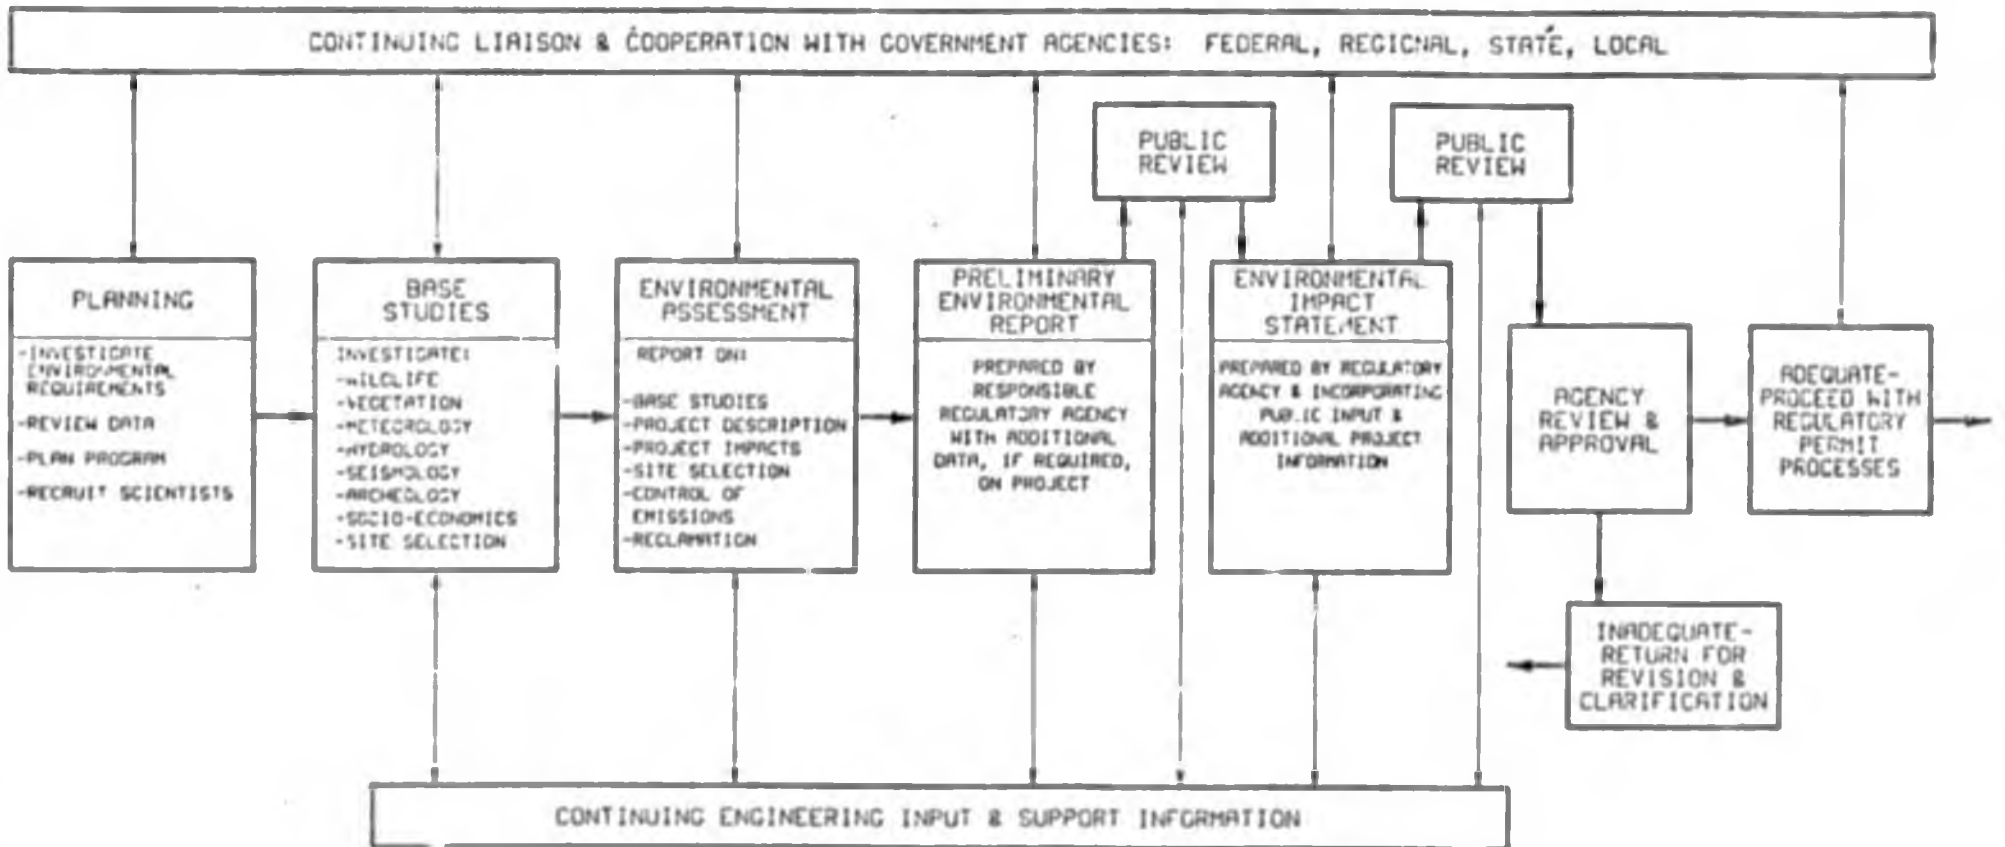 CONTINUING LIAISON & COOPERATION WITH GOVERNMENT AGENCIES: FEDERAL, REGIONAL, STATE, LOCAL
PUBLIC
REVIEW
PUBLIC
REVIEW
PLANNING
-INVESTIGATE
ENVIRONMENTAL
REQUIREMENTS
-REVIEW DATA
-PLAN PROGRAM
-RECRUIT SCIENTISTS
BASE
STUDIES
INVESTIGATE:
-WILDLIFE
-VEGETATION
-METEOROLOGY
-HYDROLOGY
-SEISMOLOGY
-ARCHEOLOGY
-SOCIO-ECONOMICS
-SITE SELECTION
ENVIRONMENTAL
ASSESSMENT
REPORT ON:
-BASE STUDIES
-PROJECT DESCRIPTION
-PROJECT IMPACTS
-SITE SELECTION
-CONTROL OF
EMISSIONS
-RECLAMATION
PRELIMINARY
ENVIRONMENTAL
REPORT
PREPARED BY
RESPONSIBLE
REGULATORY AGENCY
WITH ADDITIONAL
DATA, IF REQUIRED,
ON PROJECT
ENVIRONMENTAL
IMPACT
STATEMENT
PREPARED BY REGULATORY
AGENCY & INCORPORATING
PUBLIC INPUT &
ADDITIONAL PROJECT
INFORMATION
AGENCY
REVIEW &
APPROVAL
ADEQUATE-
PROCEED WITH
REGULATORY
PERMIT
PROCESSES
INADEQUATE-
RETURN FOR
REVISION &
CLARIFICATION
CONTINUING ENGINEERING INPUT & SUPPORT INFORMATION